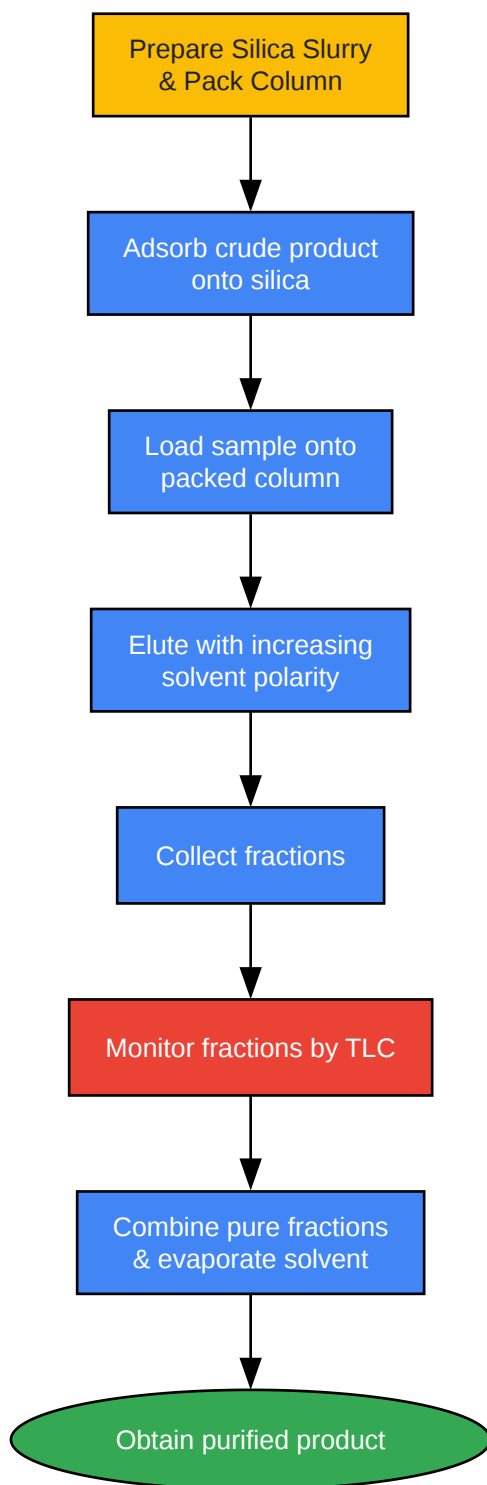 Prepare Silica Slurry
& Pack Column
Adsorb crude product
onto silica
Load sample onto
packed column
Elute with increasing
solvent polarity
Collect fractions
Monitor fractions by TLC
Combine pure fractions
& evaporate solvent
Obtain purified product